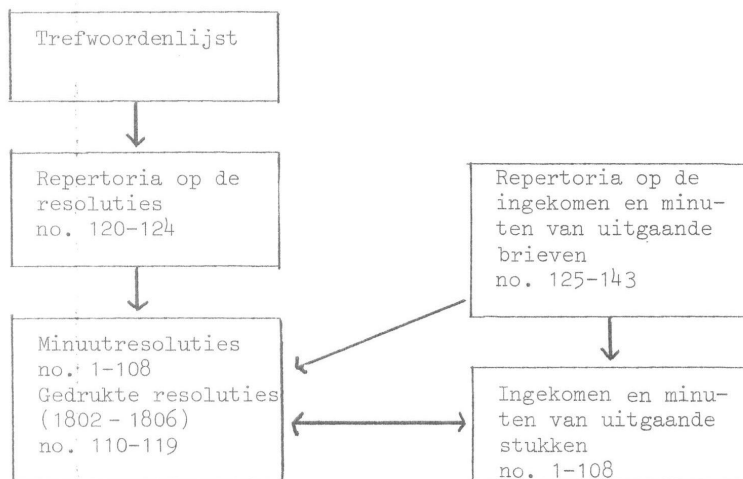 Trefwoordenlijst
Repertoria op de
resoluties
no. 120-124
Repertoria op de
ingekomen en minu-
ten van uitgaande
brieven
no. 125-143
Minuutresoluties
no. 1-108
Gedrukte resoluties
(1802 - 1806)
no. 110-119
Ingekomen en minu-
ten van uitgaande
stukken
no. 1-108